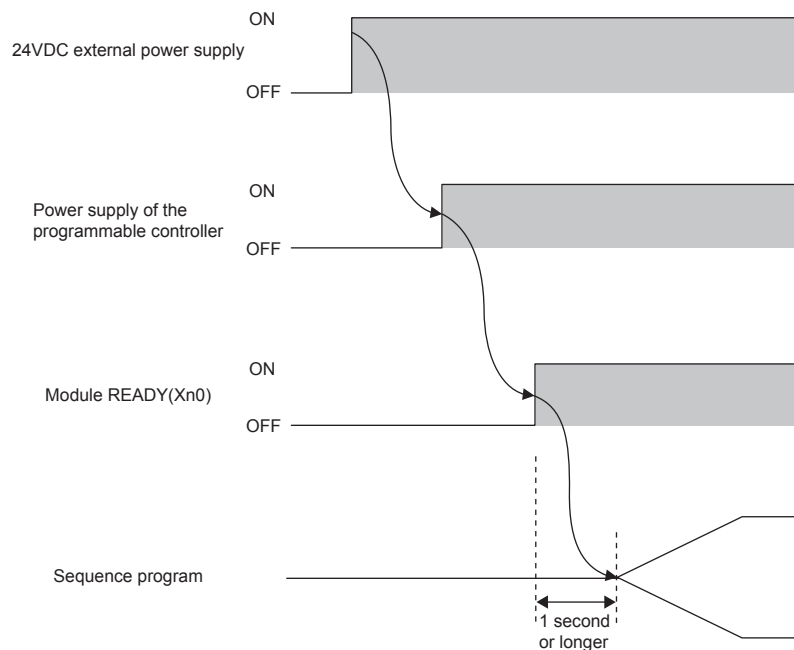 ON
24VDC external power supply
OFF
ON
Power supply of the
programmable controller
OFF
ON
Module READY(Xn0)
OFF
Sequence program
1 second
or longer